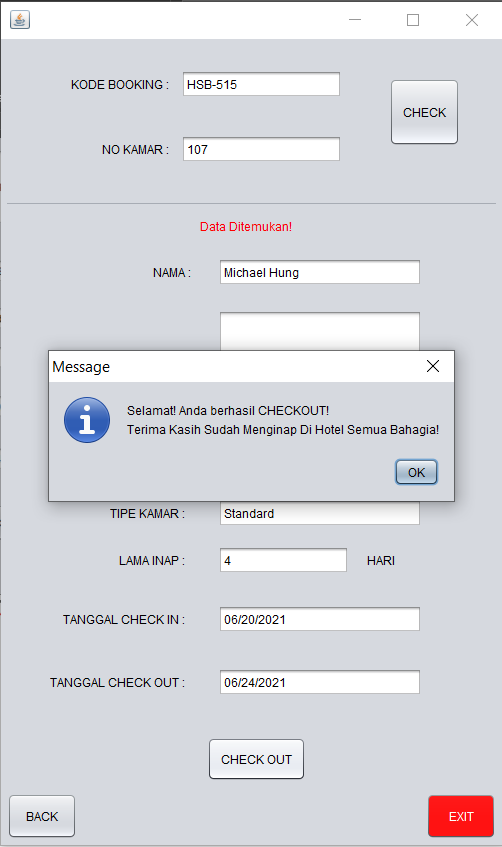 KODE BOOKING :
HSB-515
CHECK
NO KAMAR :
107
Data Ditemukan!
NAMA :
Michael Hung
Message
Selamat! Anda berhasil CHECKOUT!
Terima Kasih Sudah Menginap Di Hotel Semua Bahagia!
OK
TIPE KAMAR :
Standard
LAMA INAP :
4
HARI
TANGGAL CHECK IN :
06/20/2021
TANGGAL CHECK OUT :
06/24/2021
CHECK OUT
BACK
EXIT